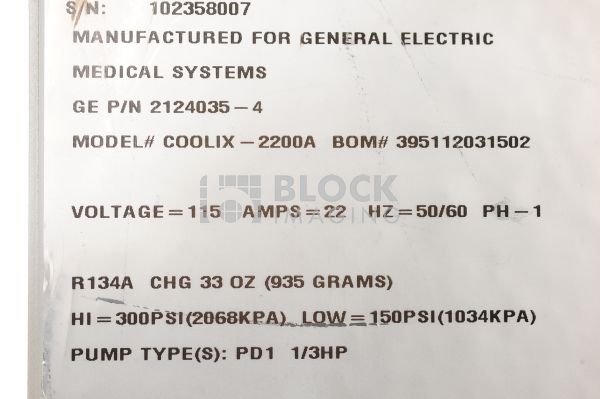 S/N: 102358007
MANUFACTURED FOR GENERAL ELECTRIC
MEDICAL SYSTEMS
GE P/N 2124035-4
MODEL# COOLIX-2200A BOM# 395112031502
BLOCK
IMAGING
VOLTAGE=115 AMPS=22 HZ=50/60 PH-1
R134A CHG 33 OZ (935 GRAMS)
HI=300PSI(2068KPA) LOW=150PSI(1034KPA)
PUMP TYPE(S): PD1 1/3HP